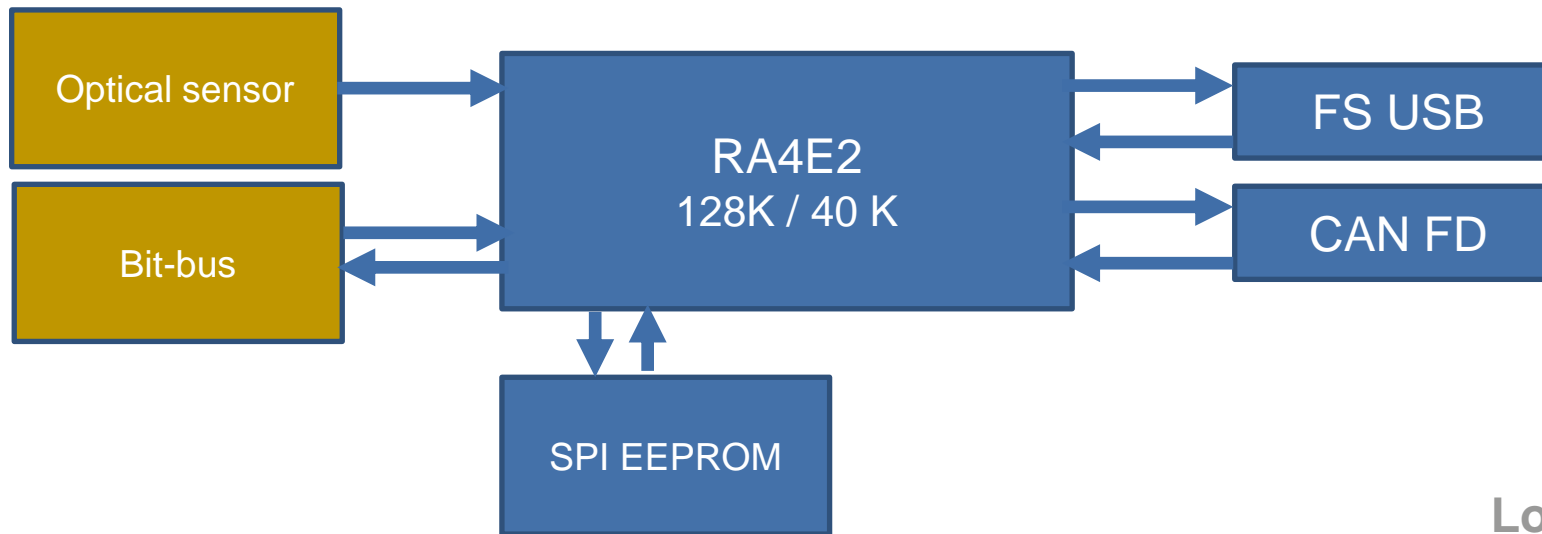 Optical sensor
Bit-bus
RA4E2
128K / 40 K
FS USB
CAN FD
SPI EEPROM